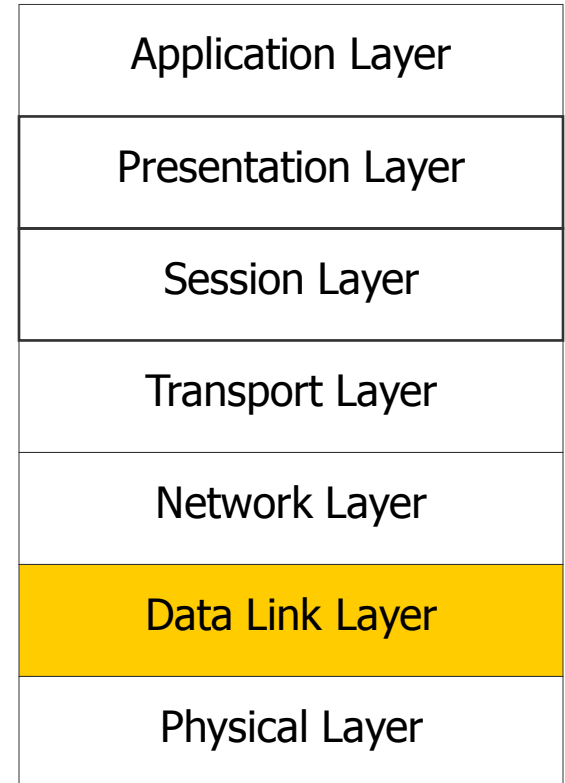 Application Layer
Presentation Layer
Session Layer
Transport Layer
Network Layer
Data Link Layer
Physical Layer